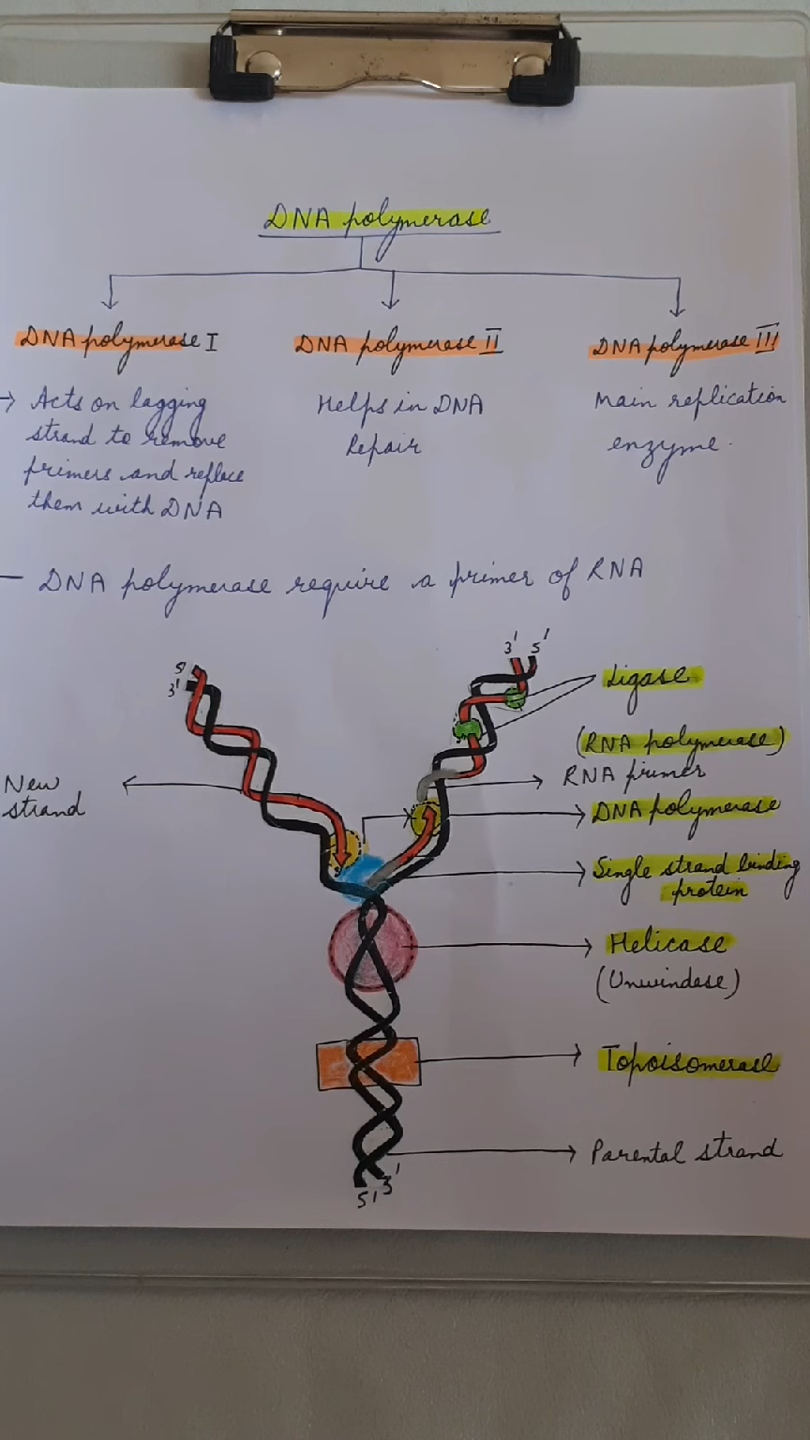 DNA polymerase
DNA polymerase I
DNA polymerase II
DNA polymerase III
→ Acts on lagging
strand to remove
primers and replace
them with DNA
Helps in DNA
Repair
Main replication
enzyme.
– DNA polymerase require a primer of RNA
5'
3'
3' 5'
Ligase
(RNA polymerase)
RNA primer
New
strand
DNA polymerase
Single strand binding
protein
Helicase
(Unwindase)
Topoisomerase
Parental strand
5' 3'